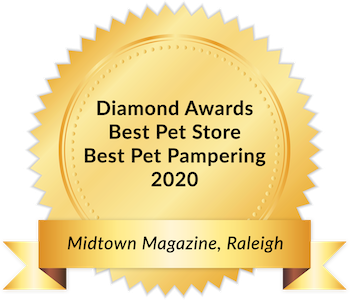 Diamond Awards
Best Pet Store
Best Pet Pampering
2020
Midtown Magazine, Raleigh